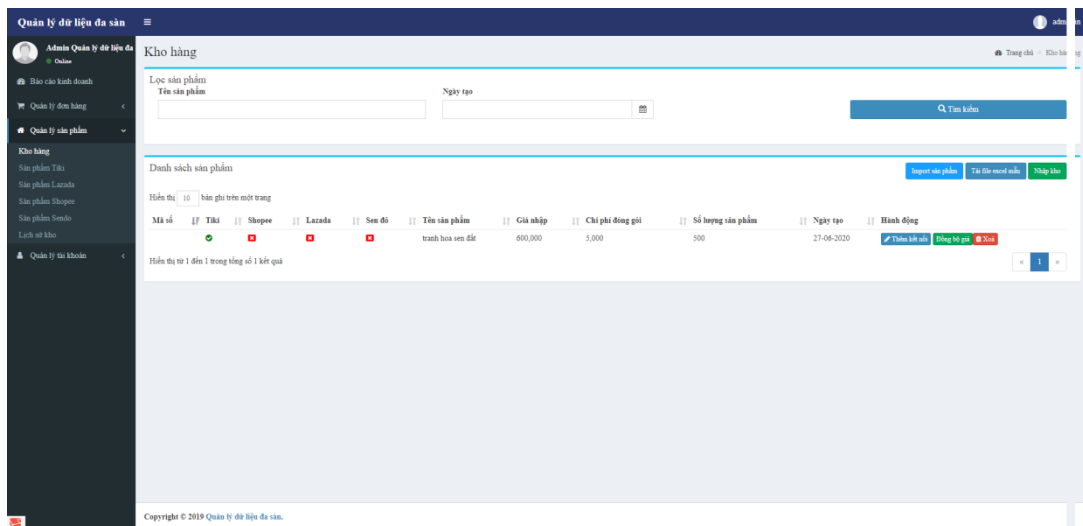 Quản lý dữ liệu đa sàn
Admin Quản lý dữ liệu đa
Online
Báo cáo kinh doanh
Quản lý đơn hàng
Quản lý sản phẩm
Kho hàng
Sản phẩm Tiki
Sản phẩm Lazada
Sản phẩm Shopee
Sản phẩm Sendo
Lịch sử kho
Quản lý tài khoản
Kho hàng
Trang chủ > Kho hàng
Lọc sản phẩm
Tên sản phẩm Ngày tạo
Tìm kiếm
Danh sách sản phẩm
Import sản phẩm Tải file excel mẫu Nhập kho
Hiển thị 10 bản ghi trên một trang
Mã số Tiki Shopee Lazada Sen đỏ Tên sản phẩm Giá nhập Chi phí đóng gói Số lượng sản phẩm Ngày tạo Hành động
tranh hoa sen đất 600,000 5,000 500 27-06-2020 Thêm kết nối Đồng bộ giá Xoá
Hiển thị từ 1 đến 1 trong tổng số 1 kết quả
« 1 »
Copyright © 2019 Quản lý dữ liệu đa sàn.